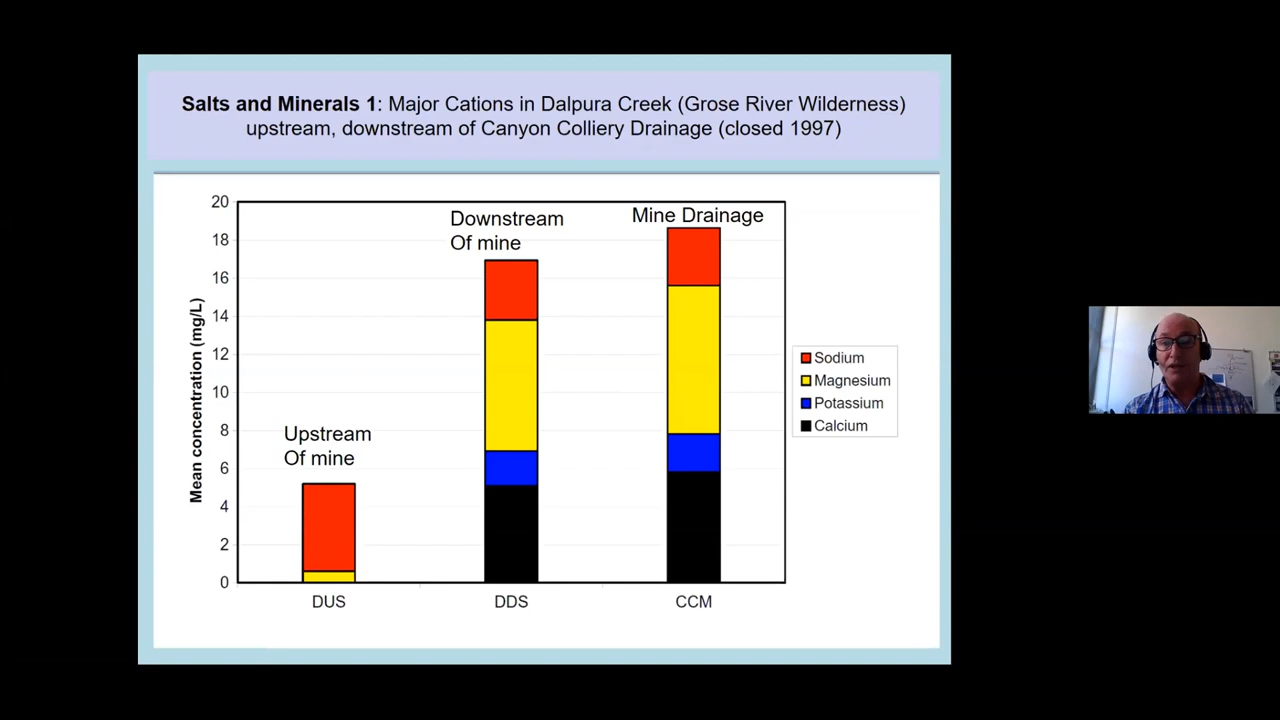 Salts and Minerals 1: Major Cations in Dalpura Creek (Grose River Wilderness)
upstream, downstream of Canyon Colliery Drainage (closed 1997)
Mean concentration (mg/L)
20
18
16
14
12
10
8
6
4
2
0
Upstream
Of mine
Downstream
Of mine
Mine Drainage
DUS
DDS
CCM
Sodium
Magnesium
Potassium
Calcium